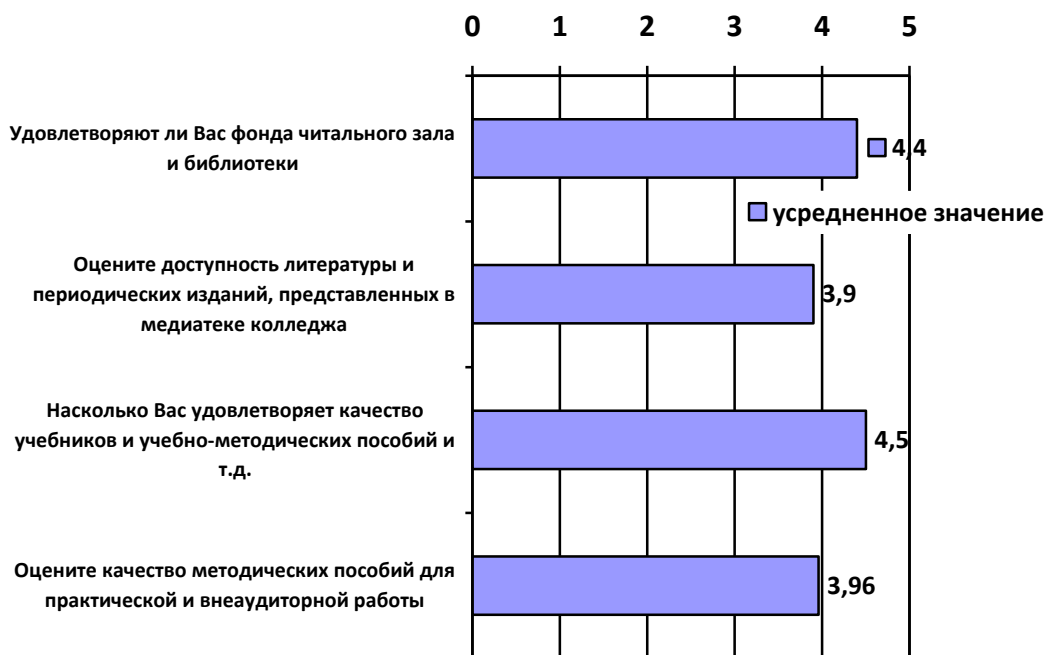 0 1 2 3 4 5
Удовлетворяют ли Вас фонда читального зала
и библиотеки
4,4
усредненное значение
Оцените доступность литературы и
периодических изданий, представленных в
медиатеке колледжа
3,9
Насколько Вас удовлетворяет качество
учебников и учебно-методических пособий и
т.д.
4,5
Оцените качество методических пособий для
практической и внеаудиторной работы
3,96